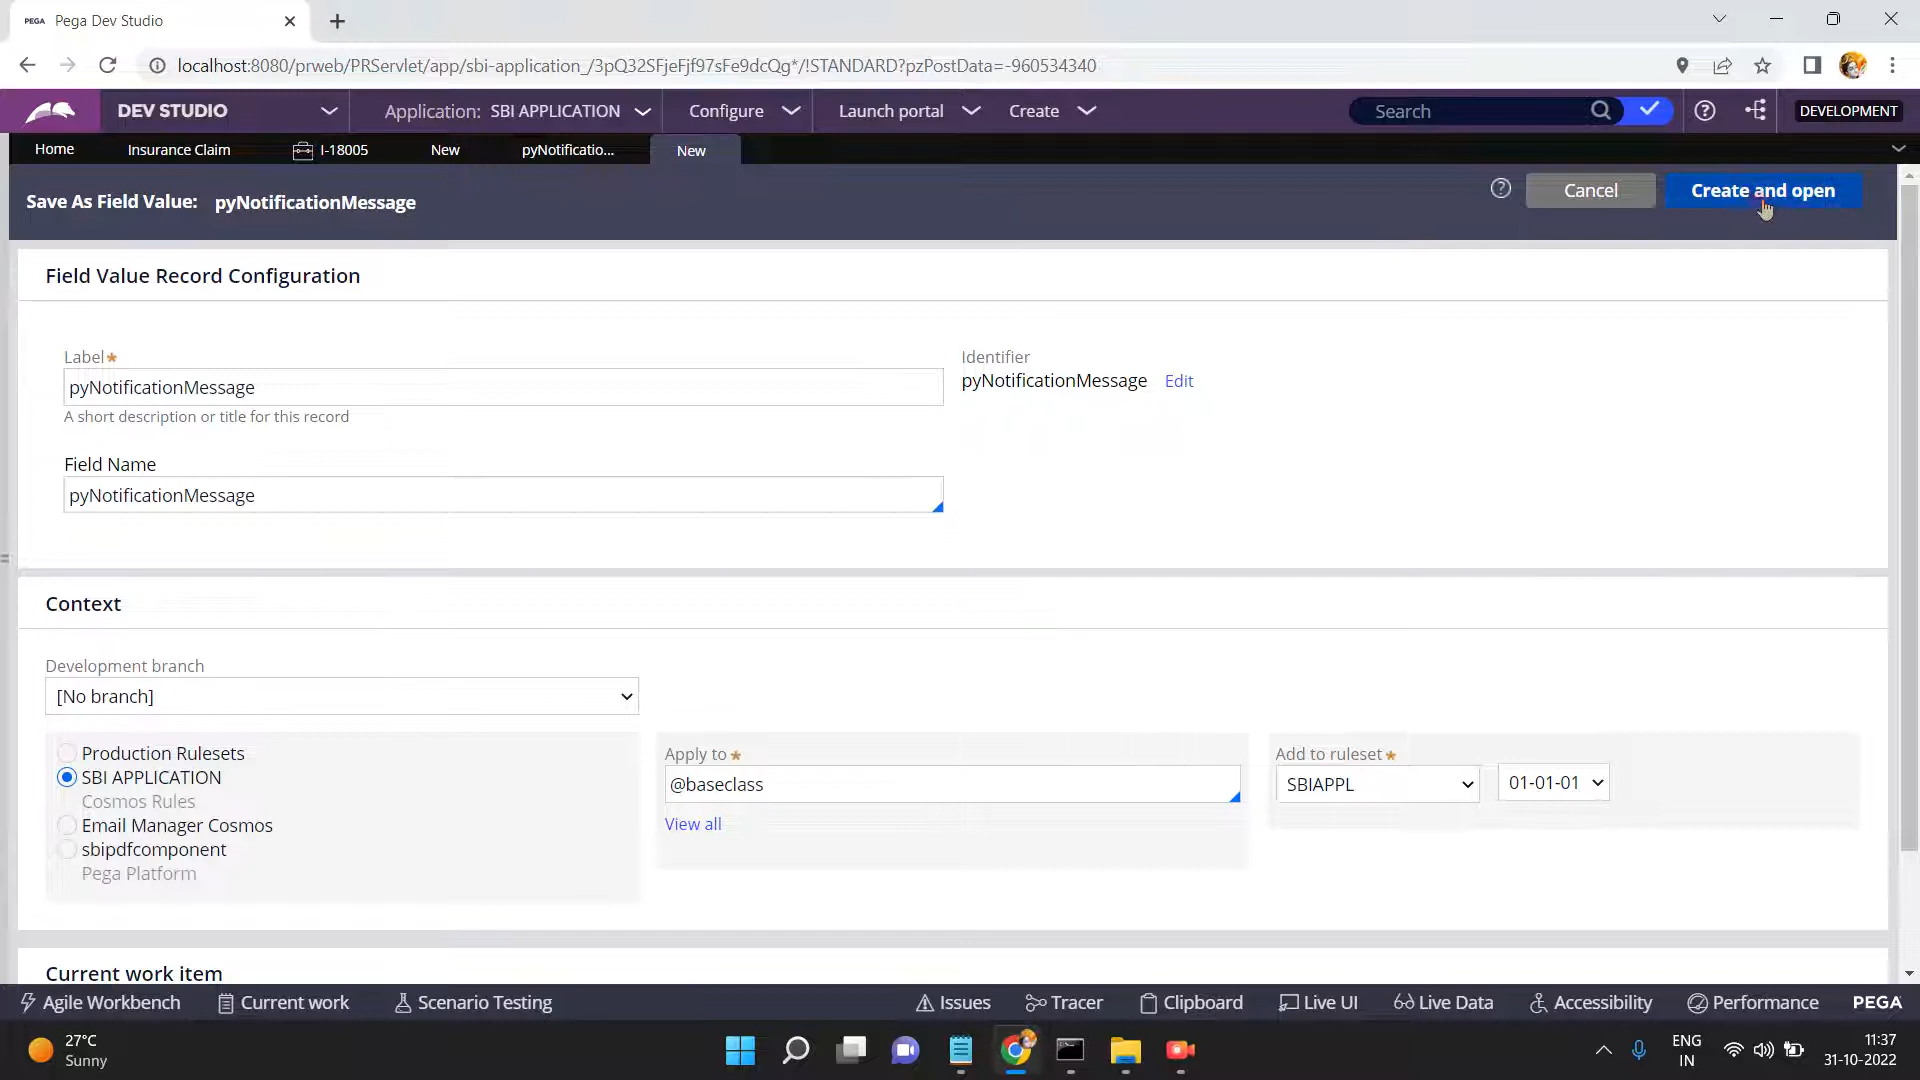 PEGA Pega Dev Studio
localhost:8080/prweb/PRServlet/app/sbi-application_/3pQ32SFjeFjf97sFe9dcQg*/!STANDARD?pzPostData=-960534340
DEV STUDIO Application: SBI APPLICATION Configure Launch portal Create Search DEVELOPMENT
Home Insurance Claim I-18005 New pyNotificatio... New
Save As Field Value: pyNotificationMessage Cancel Create and open
Field Value Record Configuration
Label* Identifier
pyNotificationMessage pyNotificationMessage Edit
A short description or title for this record
Field Name
pyNotificationMessage
Context
Development branch
[No branch]
Production Rulesets Apply to* Add to ruleset*
SBI APPLICATION @baseclass SBIAPPL 01-01-01
Cosmos Rules
Email Manager Cosmos View all
sbipdfcomponent
Pega Platform
Current work item
Agile Workbench Current work Scenario Testing Issues Tracer Clipboard Live UI Live Data Accessibility Performance PEGA
27°C ENG 11:37
Sunny IN 31-10-2022